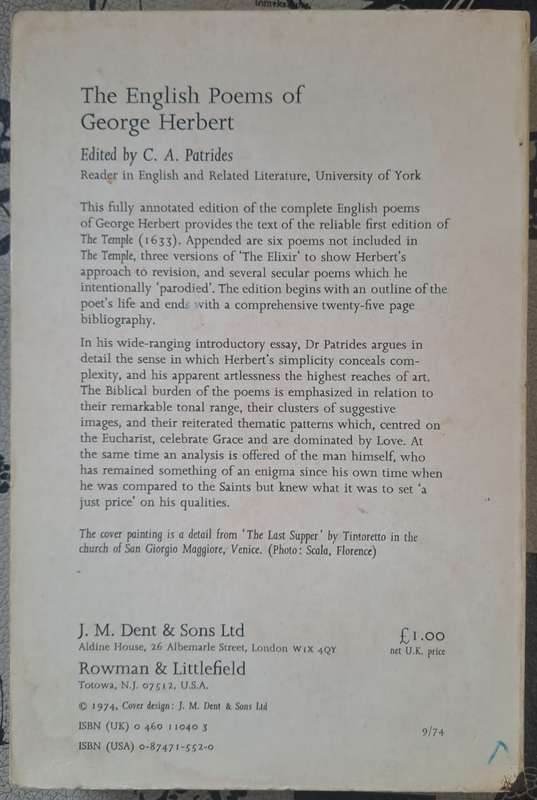 The English Poems of
George Herbert
Edited by C. A. Patrides
Reader in English and Related Literature, University of York
This fully annotated edition of the complete English poems
of George Herbert provides the text of the reliable first edition of
The Temple (1633). Appended are six poems not included in
The Temple, three versions of 'The Elixir' to show Herbert's
approach to revision, and several secular poems which he
intentionally 'parodied'. The edition begins with an outline of the
poet's life and ends with a comprehensive twenty-five page
bibliography.
In his wide-ranging introductory essay, Dr Patrides argues in
detail the sense in which Herbert's simplicity conceals com-
plexity, and his apparent artlessness the highest reaches of art.
The Biblical burden of the poems is emphasized in relation to
their remarkable tonal range, their clusters of suggestive
images, and their reiterated thematic patterns which, centred on
the Eucharist, celebrate Grace and are dominated by Love. At
the same time an analysis is offered of the man himself, who
has remained something of an enigma since his own time when
he was compared to the Saints but knew what it was to set 'a
just price' on his qualities.
The cover painting is a detail from 'The Last Supper' by Tintoretto in the
church of San Giorgio Maggiore, Venice. (Photo: Scala, Florence)
J. M. Dent & Sons Ltd
Aldine House, 26 Albemarle Street, London W1X 4QY
£1.00
net U.K. price
Rowman & Littlefield
Totowa, N.J. 07512, U.S.A.
© 1974, Cover design: J. M. Dent & Sons Ltd
ISBN (UK) 0 460 11040 3
9/74
ISBN (USA) 0-87471-552-0